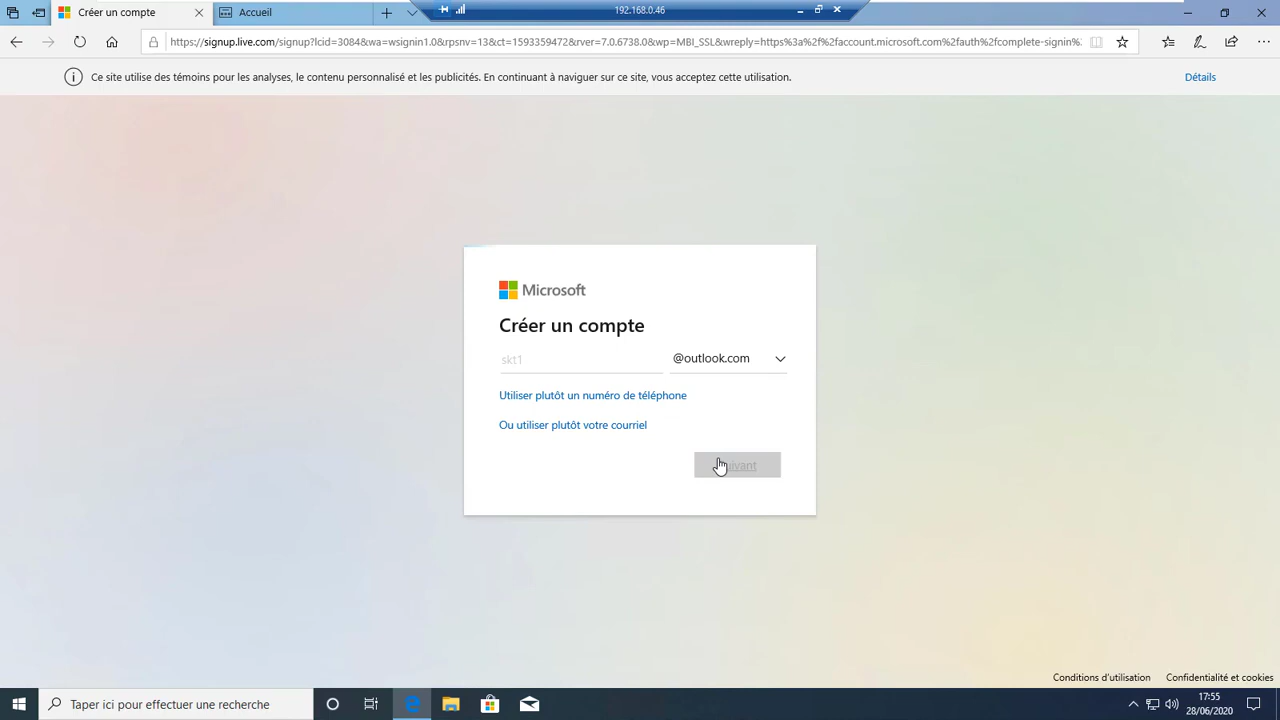 Créer un compte
Accueil
192.168.0.46
https://signup.live.com/signup?lcid=3084&wa=wsignin1.0&rpsnv=13&ct=1593359472&rver=7.0.6738.0&wp=MBI_SSL&wreply=https%3a%2f%2faccount.microsoft.com%2fauth%2fcomplete-signin%
Ce site utilise des témoins pour les analyses, le contenu personnalisé et les publicités. En continuant à naviguer sur ce site, vous acceptez cette utilisation.
Détails
Microsoft
Créer un compte
skt1
@outlook.com
Utiliser plutôt un numéro de téléphone
Ou utiliser plutôt votre courriel
Suivant
Conditions d'utilisation
Confidentialité et cookies
Taper ici pour effectuer une recherche
17:55
28/06/2020